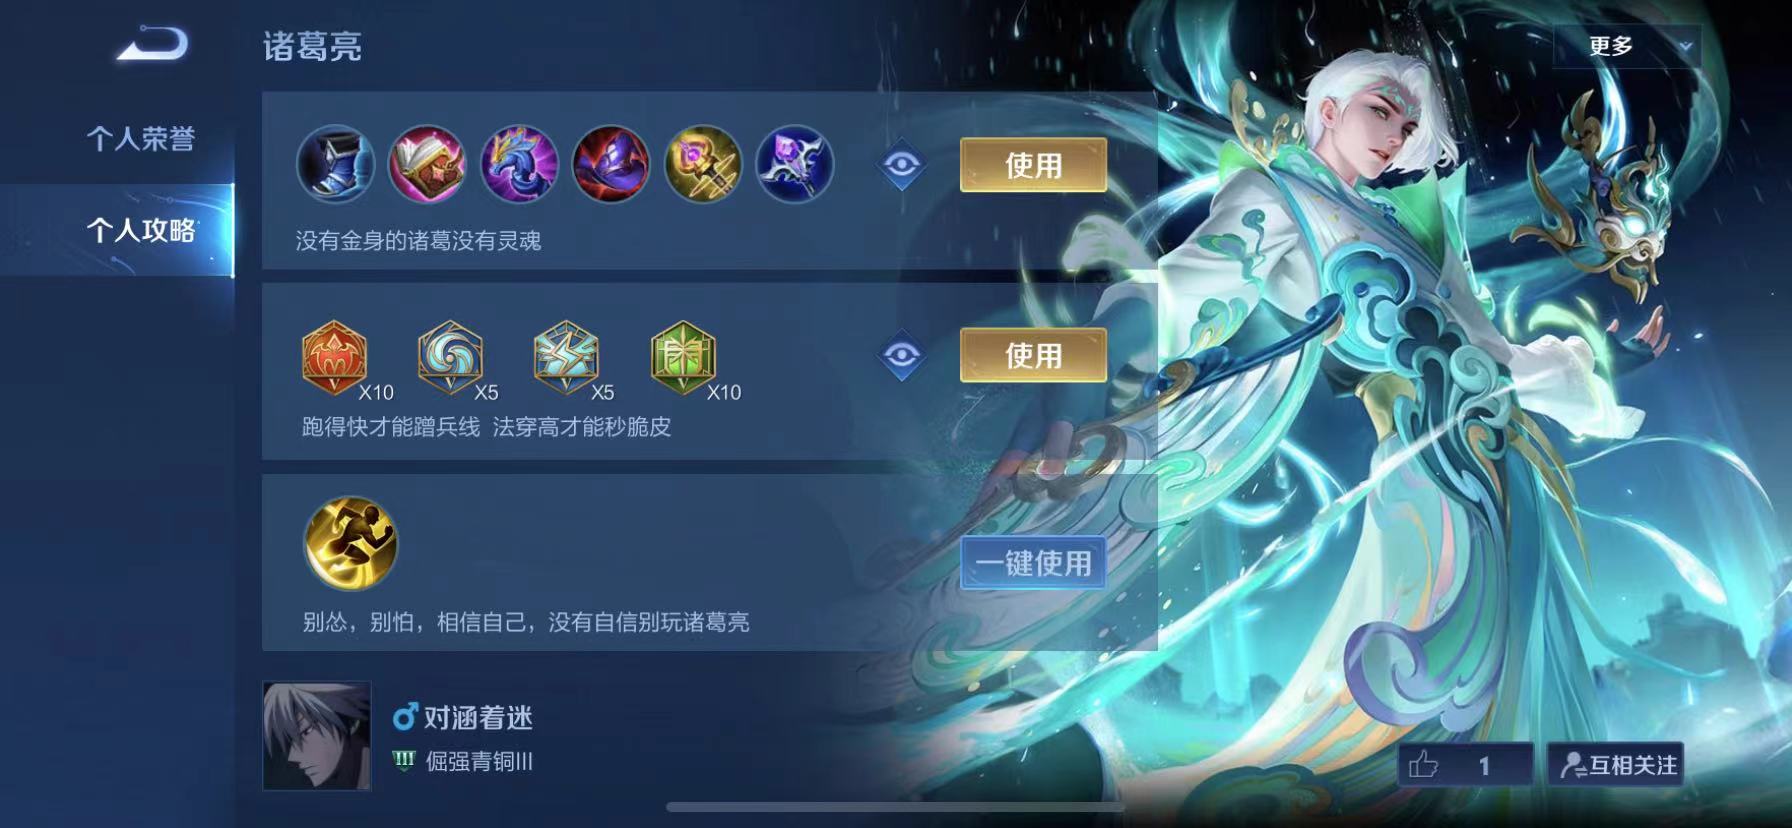 诸葛亮
更多
个人荣誉
个人攻略
使用
没有金身的诸葛没有灵魂
X10
X5
X5
X10
使用
跑得快才能蹭兵线 法穿高才能秒脆皮
一键使用
别怂，别怕，相信自己，没有自信别玩诸葛亮
对涵着迷
III 倔强青铜III
1
互相关注